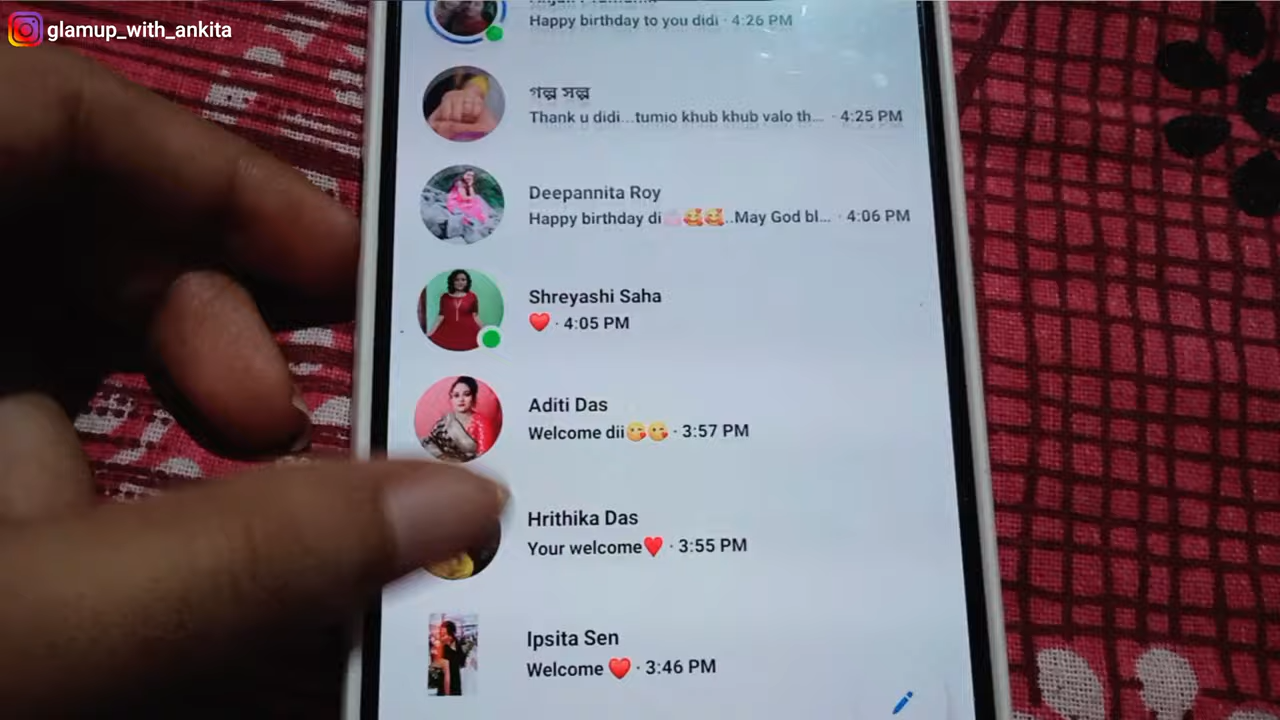 glamup_with_ankita
Happy birthday to you didi · 4:26 PM
গল্প সল্প
Thank u didi...tumio khub khub valo th... · 4:25 PM
Deepannita Roy
Happy birthday di🌸🥰🥰..May God bl... · 4:06 PM
Shreyashi Saha
❤️ · 4:05 PM
Aditi Das
Welcome dii😘😘 · 3:57 PM
Hrithika Das
Your welcome❤️ · 3:55 PM
Ipsita Sen
Welcome ❤️ · 3:46 PM